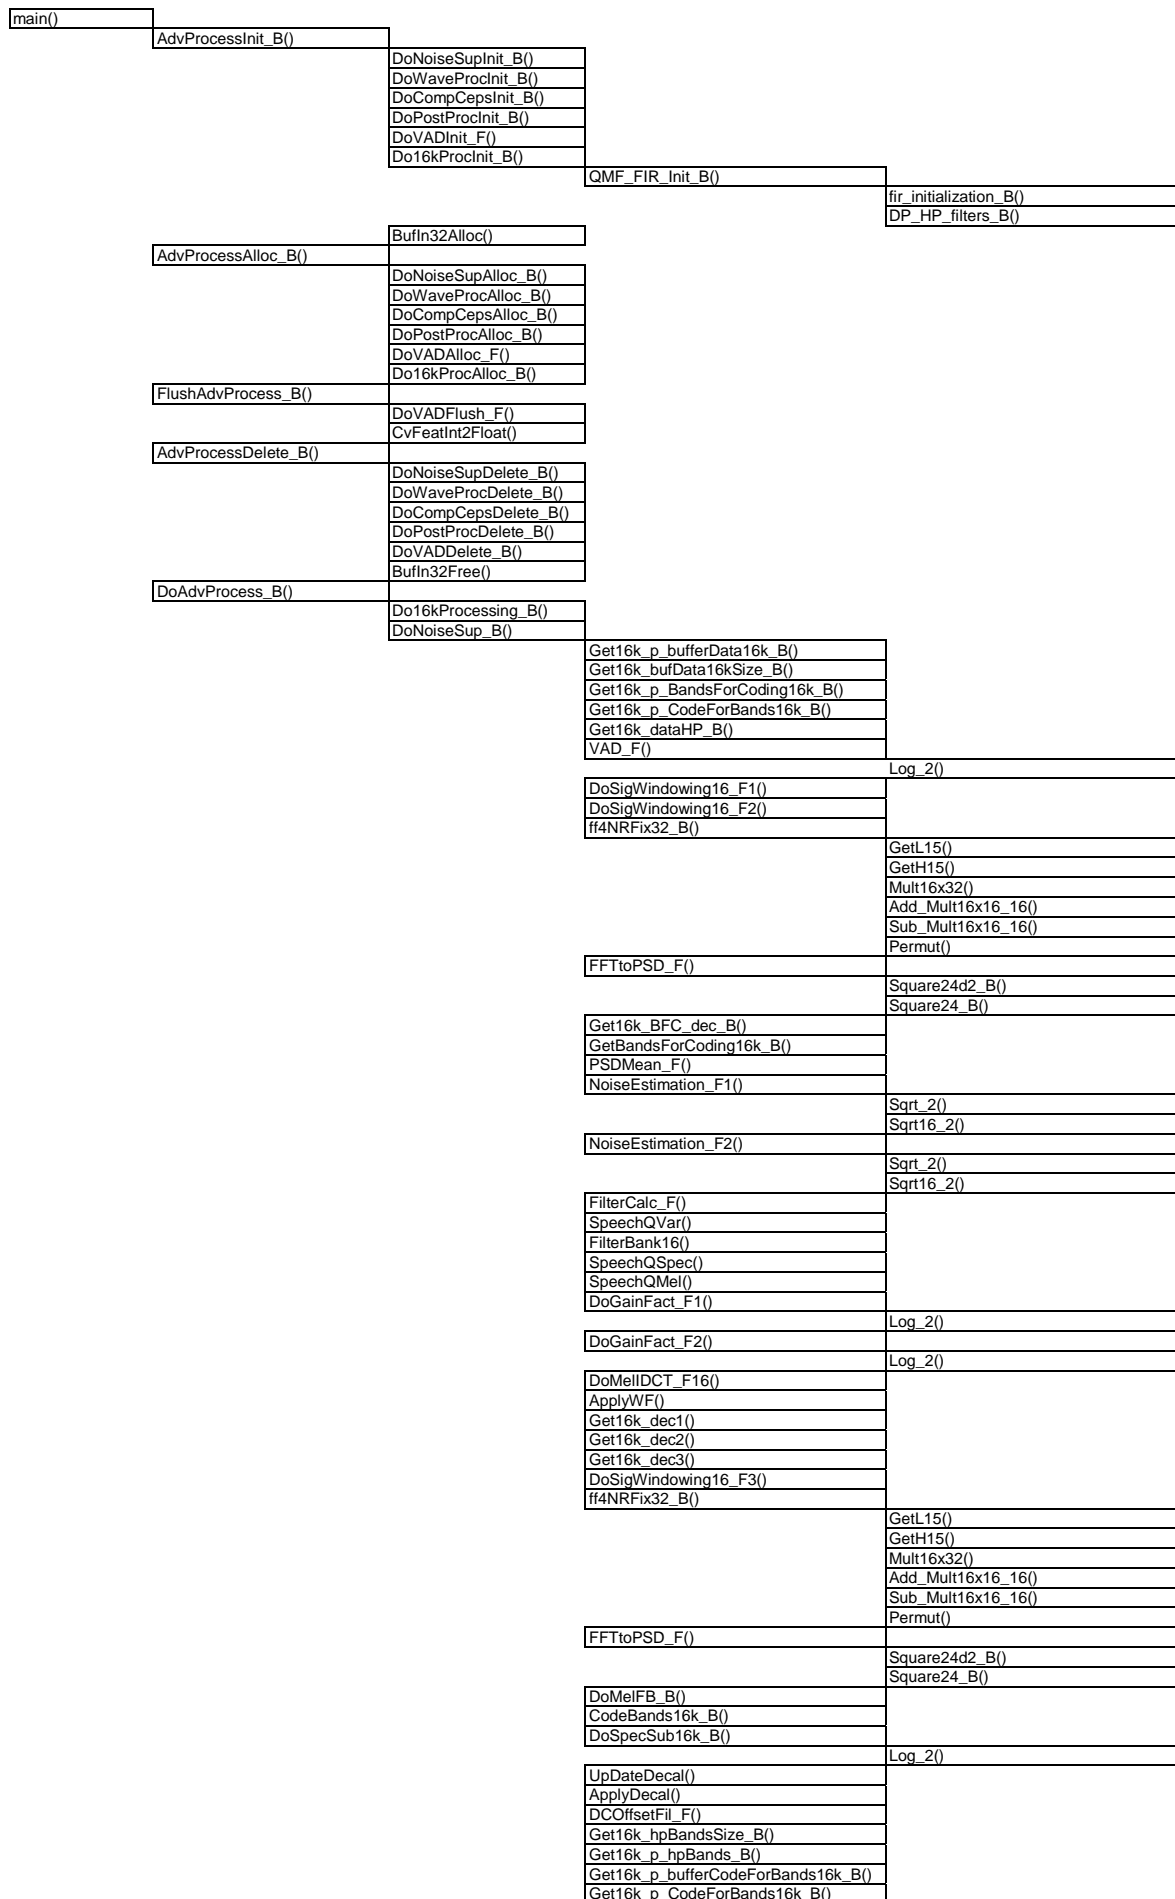 main()
AdvProcessInit_B()
DoNoiseSupInit_B()
DoWaveProcInit_B()
DoCompCepsInit_B()
DoPostProcInit_B()
DoVADInit_F()
Do16kProcInit_B()
QMF_FIR_Init_B()
fir_initialization_B()
DP_HP_filters_B()
BufIn32Alloc()
AdvProcessAlloc_B()
DoNoiseSupAlloc_B()
DoWaveProcAlloc_B()
DoCompCepsAlloc_B()
DoPostProcAlloc_B()
DoVADAlloc_F()
Do16kProcAlloc_B()
FlushAdvProcess_B()
DoVADFlush_F()
CvFeatInt2Float()
AdvProcessDelete_B()
DoNoiseSupDelete_B()
DoWaveProcDelete_B()
DoCompCepsDelete_B()
DoPostProcDelete_B()
DoVADDelete_B()
BufIn32Free()
DoAdvProcess_B()
Do16kProcessing_B()
DoNoiseSup_B()
Get16k_p_bufferData16k_B()
Get16k_bufData16kSize_B()
Get16k_p_BandsForCoding16k_B()
Get16k_p_CodeForBands16k_B()
Get16k_dataHP_B()
VAD_F()
Log_2()
DoSigWindowing16_F1()
DoSigWindowing16_F2()
ff4NRFix32_B()
GetL15()
GetH15()
Mult16x32()
Add_Mult16x16_16()
Sub_Mult16x16_16()
Permut()
FFTtoPSD_F()
Square24d2_B()
Square24_B()
Get16k_BFC_dec_B()
GetBandsForCoding16k_B()
PSDMean_F()
NoiseEstimation_F1()
Sqrt_2()
Sqrt16_2()
NoiseEstimation_F2()
Sqrt_2()
Sqrt16_2()
FilterCalc_F()
SpeechQVar()
FilterBank16()
SpeechQSpec()
SpeechQMel()
DoGainFact_F1()
Log_2()
DoGainFact_F2()
Log_2()
DoMelIDCT_F16()
ApplyWF()
Get16k_dec1()
Get16k_dec2()
Get16k_dec3()
DoSigWindowing16_F3()
ff4NRFix32_B()
GetL15()
GetH15()
Mult16x32()
Add_Mult16x16_16()
Sub_Mult16x16_16()
Permut()
FFTtoPSD_F()
Square24d2_B()
Square24_B()
DoMelFB_B()
CodeBands16k_B()
DoSpecSub16k_B()
Log_2()
UpDateDecal()
ApplyDecal()
DCOffsetFil_F()
Get16k_hpBandsSize_B()
Get16k_p_hpBands_B()
Get16k_p_bufferCodeForBands16k_B()
Get16k_p_CodeForBands16k_B()